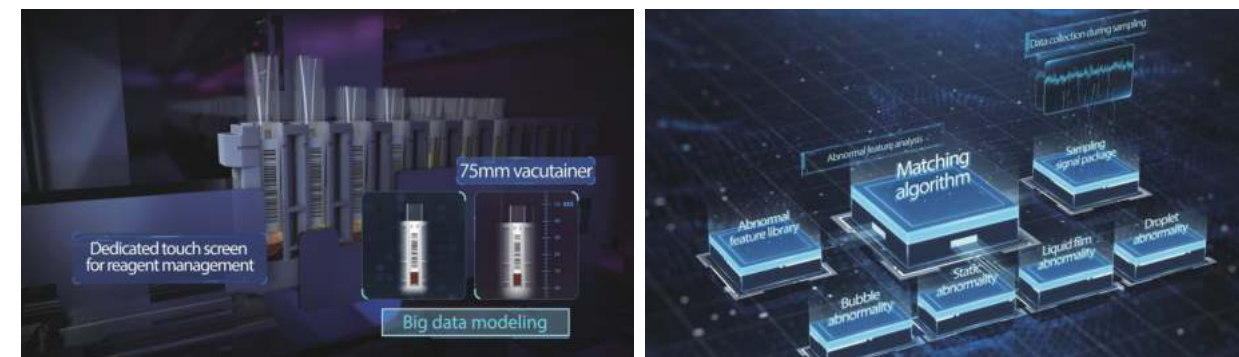 75mm vacutainer
Dedicated touch screen
for reagent management
Big data modeling
Data collection during sampling
Abnormal feature analysis
Matching
algorithm
Sampling
signal package
Abnormal
feature library
Droplet
abnormality
Liquid film
abnormality
Static
abnormality
Bubble
abnormality